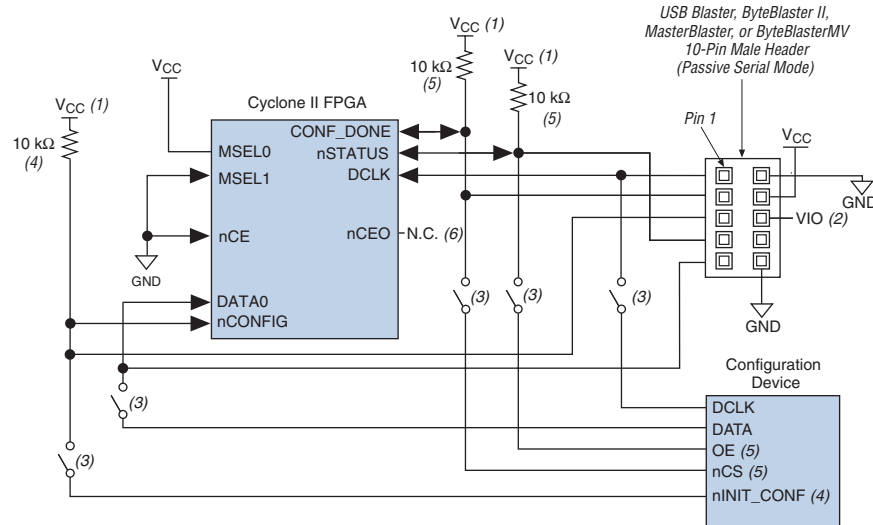 USB Blaster, ByteBlaster II,
MasterBlaster, or ByteBlasterMV
10-Pin Male Header
(Passive Serial Mode)
VCC (1)
VCC (1)
10 kΩ
(5)
10 kΩ
(5)
VCC
VCC (1)
10 kΩ
(4)
Cyclone II FPGA
CONF_DONE
MSEL0
nSTATUS
MSEL1
DCLK
nCE
nCEO
N.C. (6)
GND
DATA0
nCONFIG
Pin 1
VCC
GND
VIO (2)
GND
(3)
(3)
(3)
(3)
(3)
Configuration
Device
DCLK
DATA
OE (5)
nCS (5)
nINIT_CONF (4)